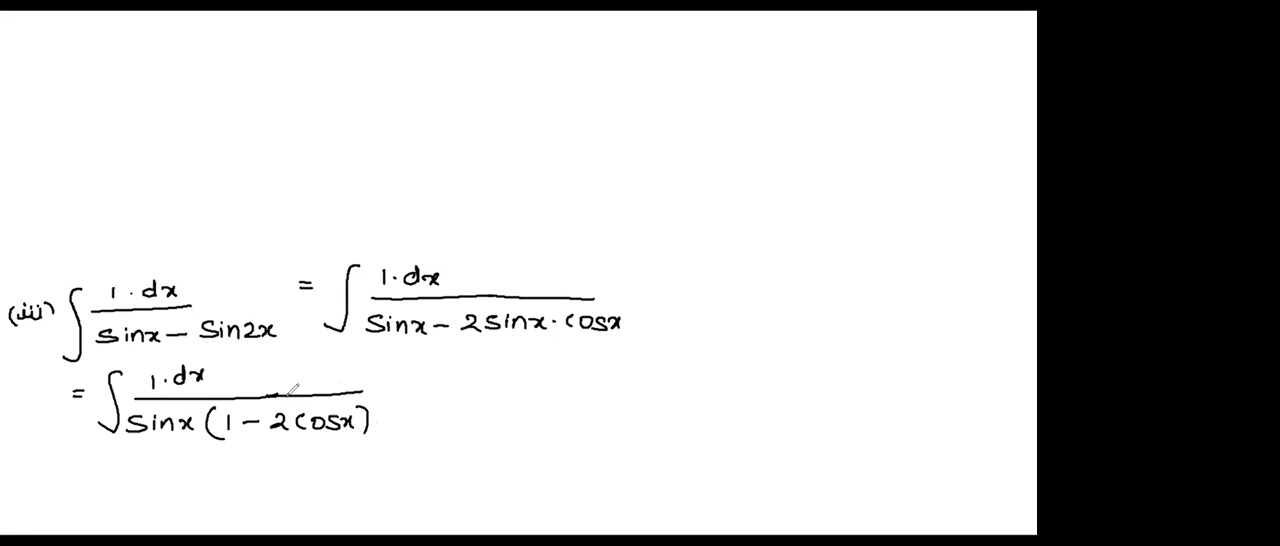 (iii) ∫ 1·dx / (sinx − sin2x) = ∫ 1·dx / (sinx − 2sinx·cosx)
= ∫ 1·dx / sinx(1 − 2cosx)